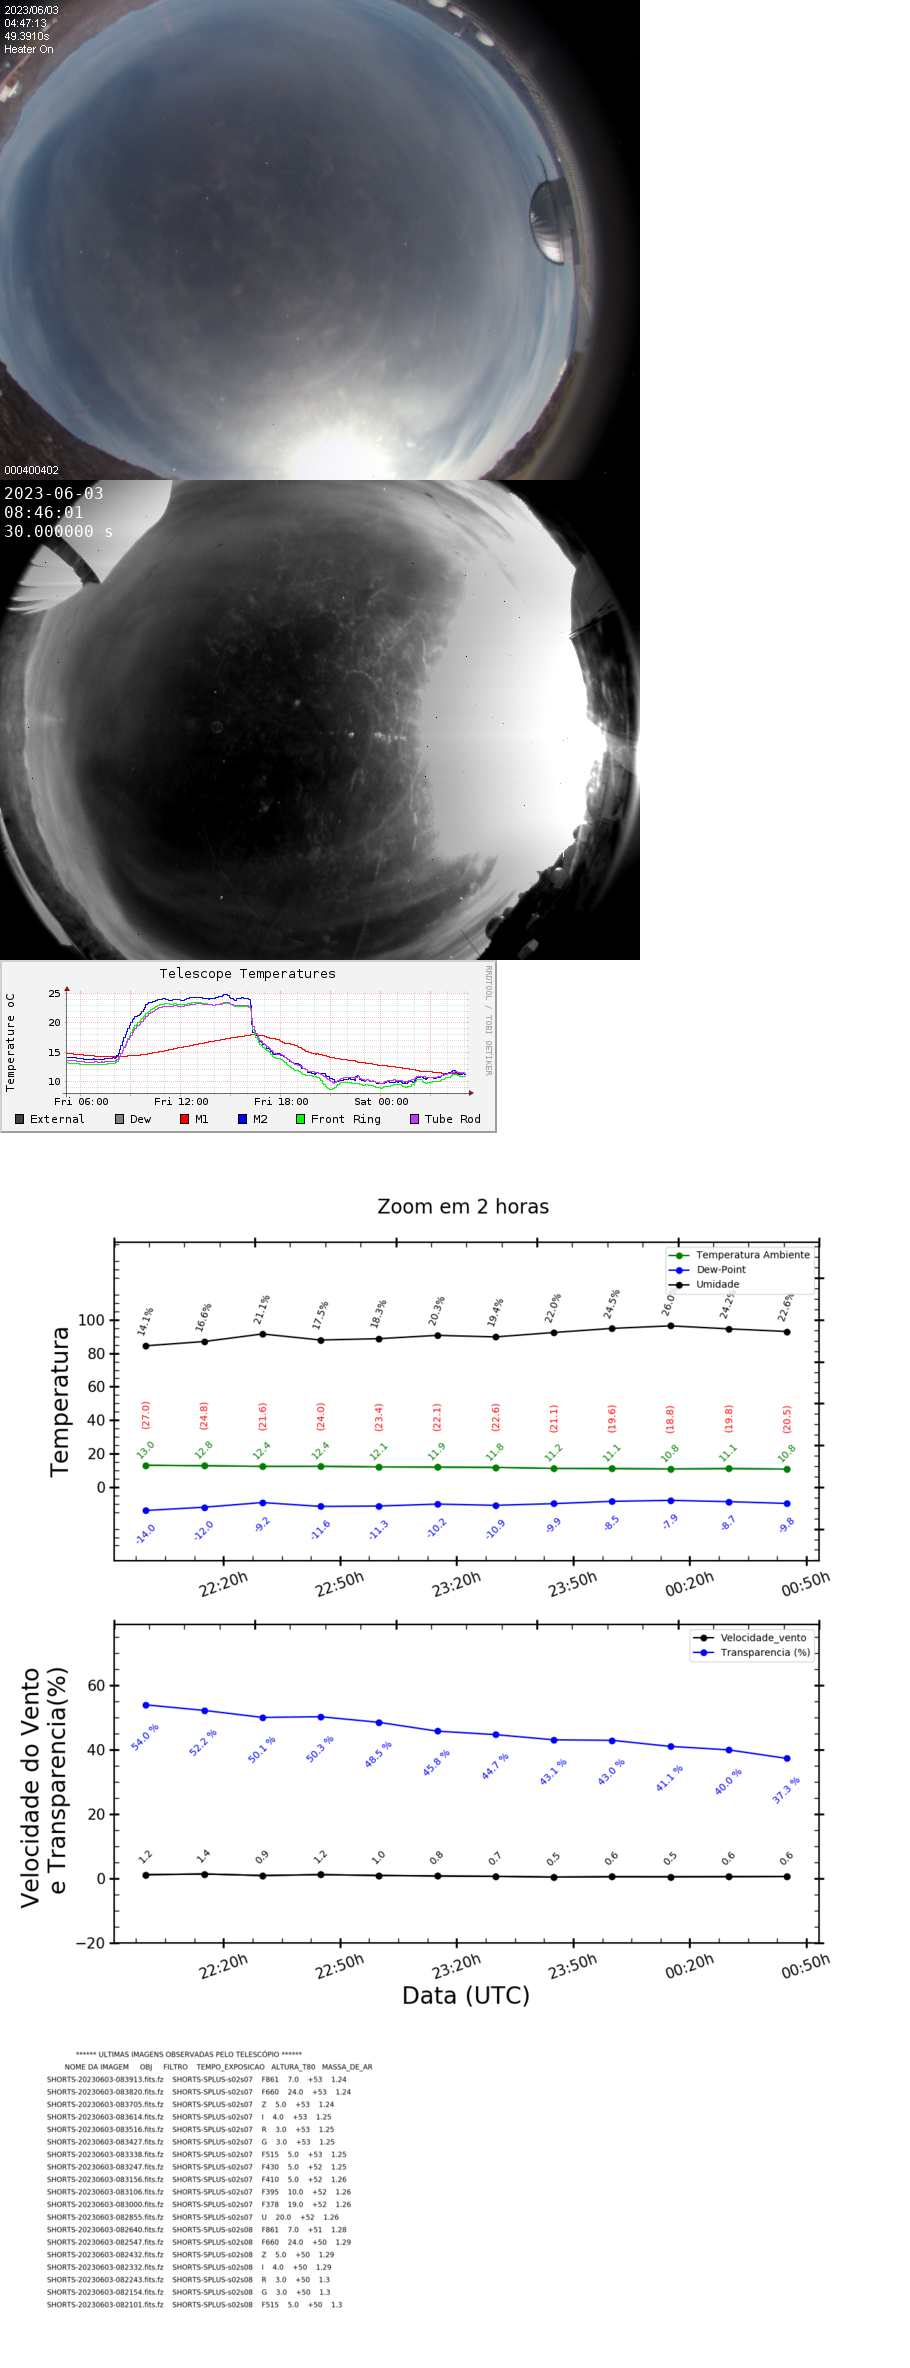 2023/06/03
04:47:13
49.3910s
Heater On
000400402
2023-06-03
08:46:01
30.000000 s
Telescope Temperatures
RRDTOOL / TOBI OETIKER
Temperature oC
25
20
15
10
Fri 06:00 Fri 12:00 Fri 18:00 Sat 00:00
External Dew M1 M2 Front Ring Tube Rod
Zoom em 2 horas
Temperatura Ambiente
Dew-Point
Umidade
Temperatura
100
80
60
40
20
0
14.1% 16.6% 21.1% 17.5% 18.3% 20.3% 19.4% 22.0% 24.5% 26.0 24.2% 22.6%
(27.0) (24.8) (21.6) (24.0) (23.4) (22.1) (22.6) (21.1) (19.6) (18.8) (19.8) (20.5)
13.0 12.8 12.4 12.4 12.1 11.9 11.8 11.2 11.1 10.8 11.1 10.8
-14.0 -12.0 -9.2 -11.6 -11.3 -10.2 -10.9 -9.9 -8.5 -7.9 -8.7 -9.8
22:20h 22:50h 23:20h 23:50h 00:20h 00:50h
Velocidade_vento
Transparencia (%)
Velocidade do Vento
e Transparencia(%)
60
40
20
0
−20
54.0 % 52.2 % 50.1 % 50.3 % 48.5 % 45.8 % 44.7 % 43.1 % 43.0 % 41.1 % 40.0 % 37.3 %
1.2 1.4 0.9 1.2 1.0 0.8 0.7 0.5 0.6 0.5 0.6 0.6
22:20h 22:50h 23:20h 23:50h 00:20h 00:50h
Data (UTC)
****** ULTIMAS IMAGENS OBSERVADAS PELO TELESCÓPIO ******
NOME DA IMAGEM OBJ FILTRO TEMPO_EXPOSICAO ALTURA_T80 MASSA_DE_AR
SHORTS-20230603-083913.fits.fz SHORTS-SPLUS-s02s07 F861 7.0 +53 1.24
SHORTS-20230603-083820.fits.fz SHORTS-SPLUS-s02s07 F660 24.0 +53 1.24
SHORTS-20230603-083705.fits.fz SHORTS-SPLUS-s02s07 Z 5.0 +53 1.24
SHORTS-20230603-083614.fits.fz SHORTS-SPLUS-s02s07 I 4.0 +53 1.25
SHORTS-20230603-083516.fits.fz SHORTS-SPLUS-s02s07 R 3.0 +53 1.25
SHORTS-20230603-083427.fits.fz SHORTS-SPLUS-s02s07 G 3.0 +53 1.25
SHORTS-20230603-083338.fits.fz SHORTS-SPLUS-s02s07 F515 5.0 +53 1.25
SHORTS-20230603-083247.fits.fz SHORTS-SPLUS-s02s07 F430 5.0 +52 1.25
SHORTS-20230603-083156.fits.fz SHORTS-SPLUS-s02s07 F410 5.0 +52 1.26
SHORTS-20230603-083106.fits.fz SHORTS-SPLUS-s02s07 F395 10.0 +52 1.26
SHORTS-20230603-083000.fits.fz SHORTS-SPLUS-s02s07 F378 19.0 +52 1.26
SHORTS-20230603-082855.fits.fz SHORTS-SPLUS-s02s07 U 20.0 +52 1.26
SHORTS-20230603-082640.fits.fz SHORTS-SPLUS-s02s08 F861 7.0 +51 1.28
SHORTS-20230603-082547.fits.fz SHORTS-SPLUS-s02s08 F660 24.0 +50 1.29
SHORTS-20230603-082432.fits.fz SHORTS-SPLUS-s02s08 Z 5.0 +50 1.29
SHORTS-20230603-082332.fits.fz SHORTS-SPLUS-s02s08 I 4.0 +50 1.29
SHORTS-20230603-082243.fits.fz SHORTS-SPLUS-s02s08 R 3.0 +50 1.3
SHORTS-20230603-082154.fits.fz SHORTS-SPLUS-s02s08 G 3.0 +50 1.3
SHORTS-20230603-082101.fits.fz SHORTS-SPLUS-s02s08 F515 5.0 +50 1.3